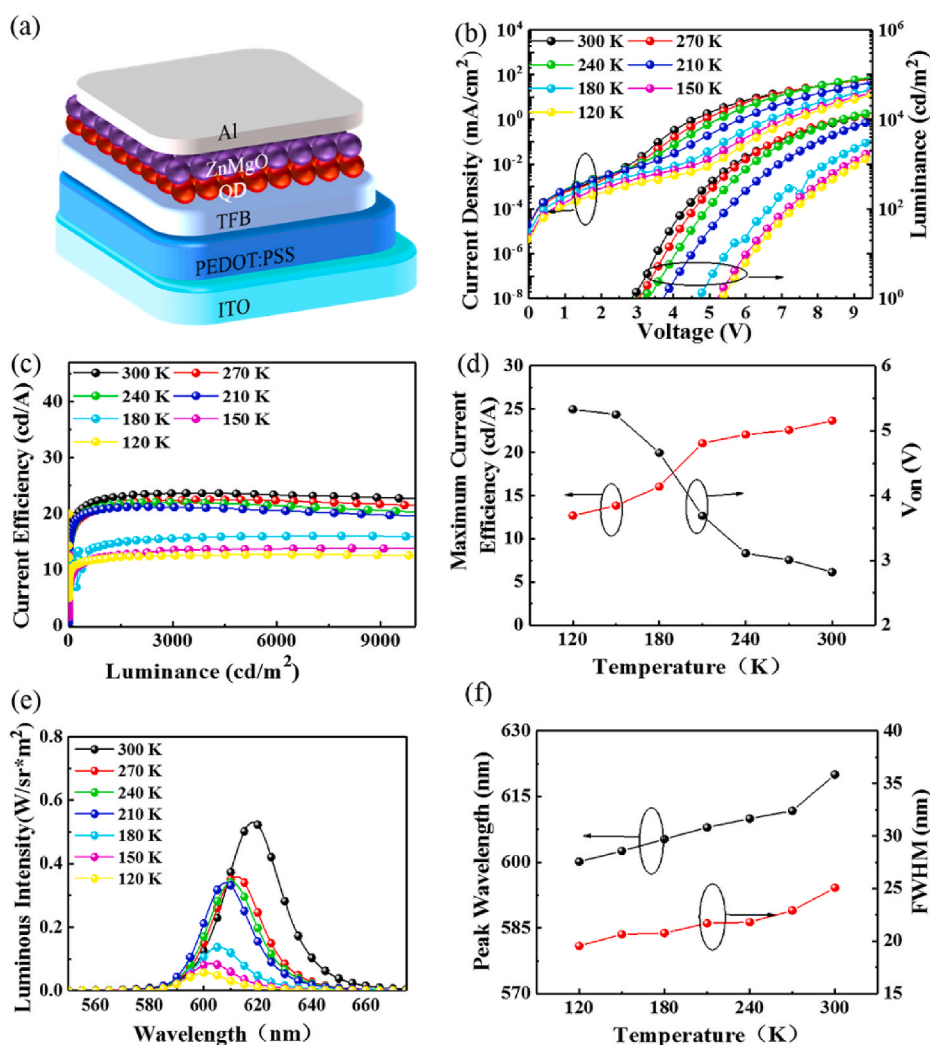 (a)
Al
ZnMgO
QD
TFB
PEDOT:PSS
ITO
(b)
Current Density (mA/cm²)
10⁴
10²
10⁰
10⁻²
10⁻⁴
10⁻⁶
10⁻⁸
300 K 270 K
240 K 210 K
180 K 150 K
120 K
10⁶
10⁴
10²
10⁰
Luminance (cd/m²)
0 1 2 3 4 5 6 7 8 9
Voltage (V)
(c)
Current Efficiency (cd/A)
40
30
20
10
0
300 K 270 K
240 K 210 K
180 K 150 K
120 K
0 3000 6000 9000
Luminance (cd/m²)
(d)
Maximum Current
Efficiency (cd/A)
30
25
20
15
10
5
0
6
5
4
3
2
Von (V)
120 150 180 210 240 270 300
Temperature (K)
(e)
Luminous Intensity(W/sr*m²)
0.8
0.6
0.4
0.2
0.0
300 K
270 K
240 K
210 K
180 K
150 K
120 K
560 580 600 620 640 660
Wavelength (nm)
(f)
Peak Wavelength (nm)
630
615
600
585
570
40
35
30
25
20
15
FWHM (nm)
120 150 180 210 240 270 300
Temperature (K)